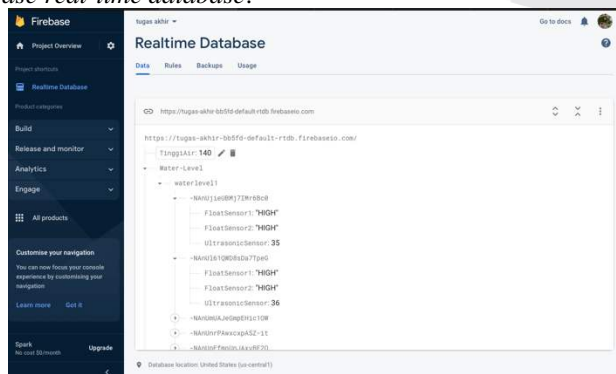 ase real-time database.
Firebase
tugas akhir
Go to docs
Project Overview
Realtime Database
Project shortcuts
Data Rules Backups Usage
Realtime Database
Product categories
https://tugas-akhir-bb5fd-default-rtdb.firebaseio.com
Build
https://tugas-akhir-bb5fd-default-rtdb.firebaseio.com/
Release and monitor
TinggiAir: 140
Analytics
Water-Level
Engage
waterlevel1
FloatSensor1: "HIGH"
All products
FloatSensor2: "HIGH"
UltrasonicSensor: 35
Customise your navigation
You can now focus your console
experience by customising your
navigation
FloatSensor1: "HIGH"
FloatSensor2: "HIGH"
Learn more Got it
UltrasonicSensor: 36
Spark
No cost $0/month
Upgrade
Database location: United States (us-central1)